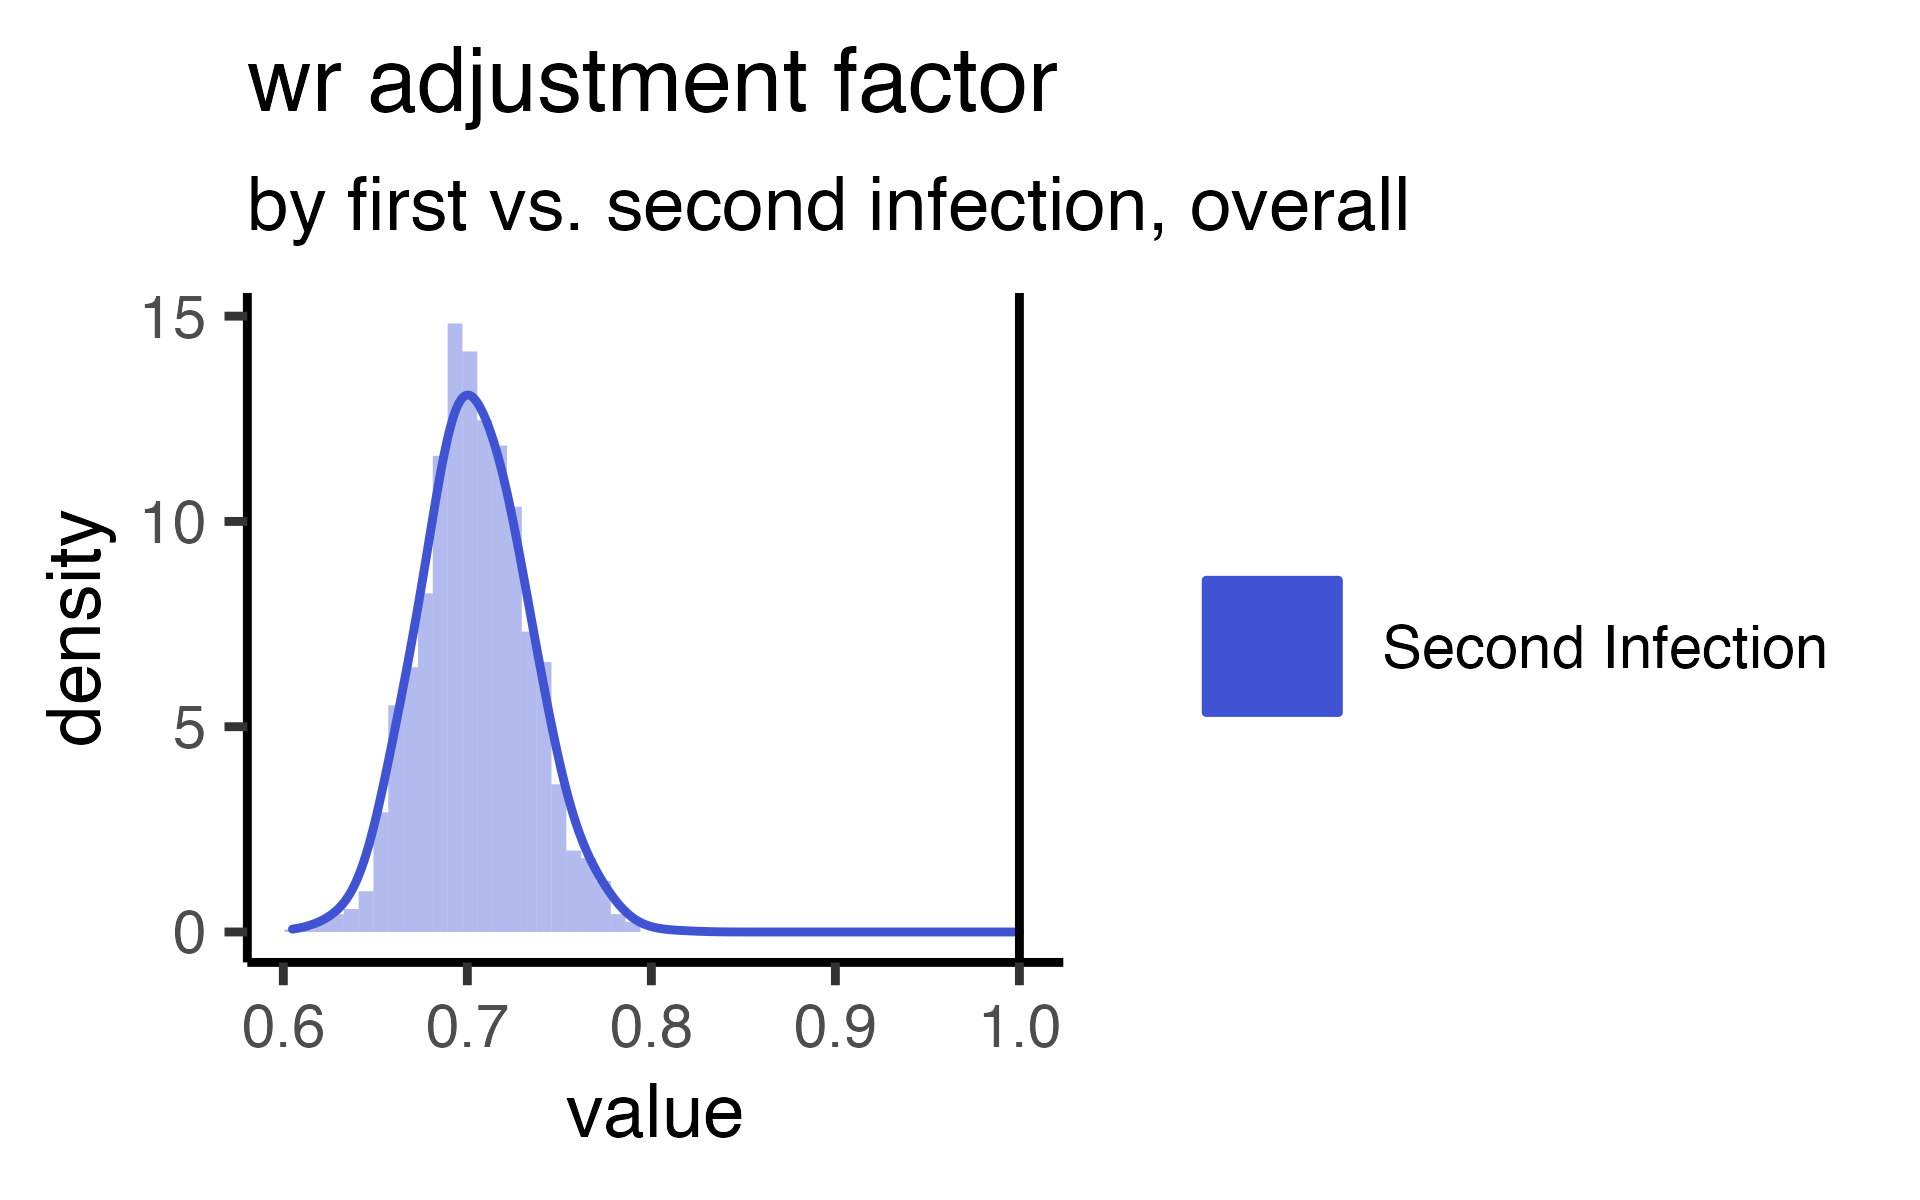 wr adjustment factor
by first vs. second infection, overall
15
10
5
0
density
0.6 0.7 0.8 0.9 1.0
value
Second Infection